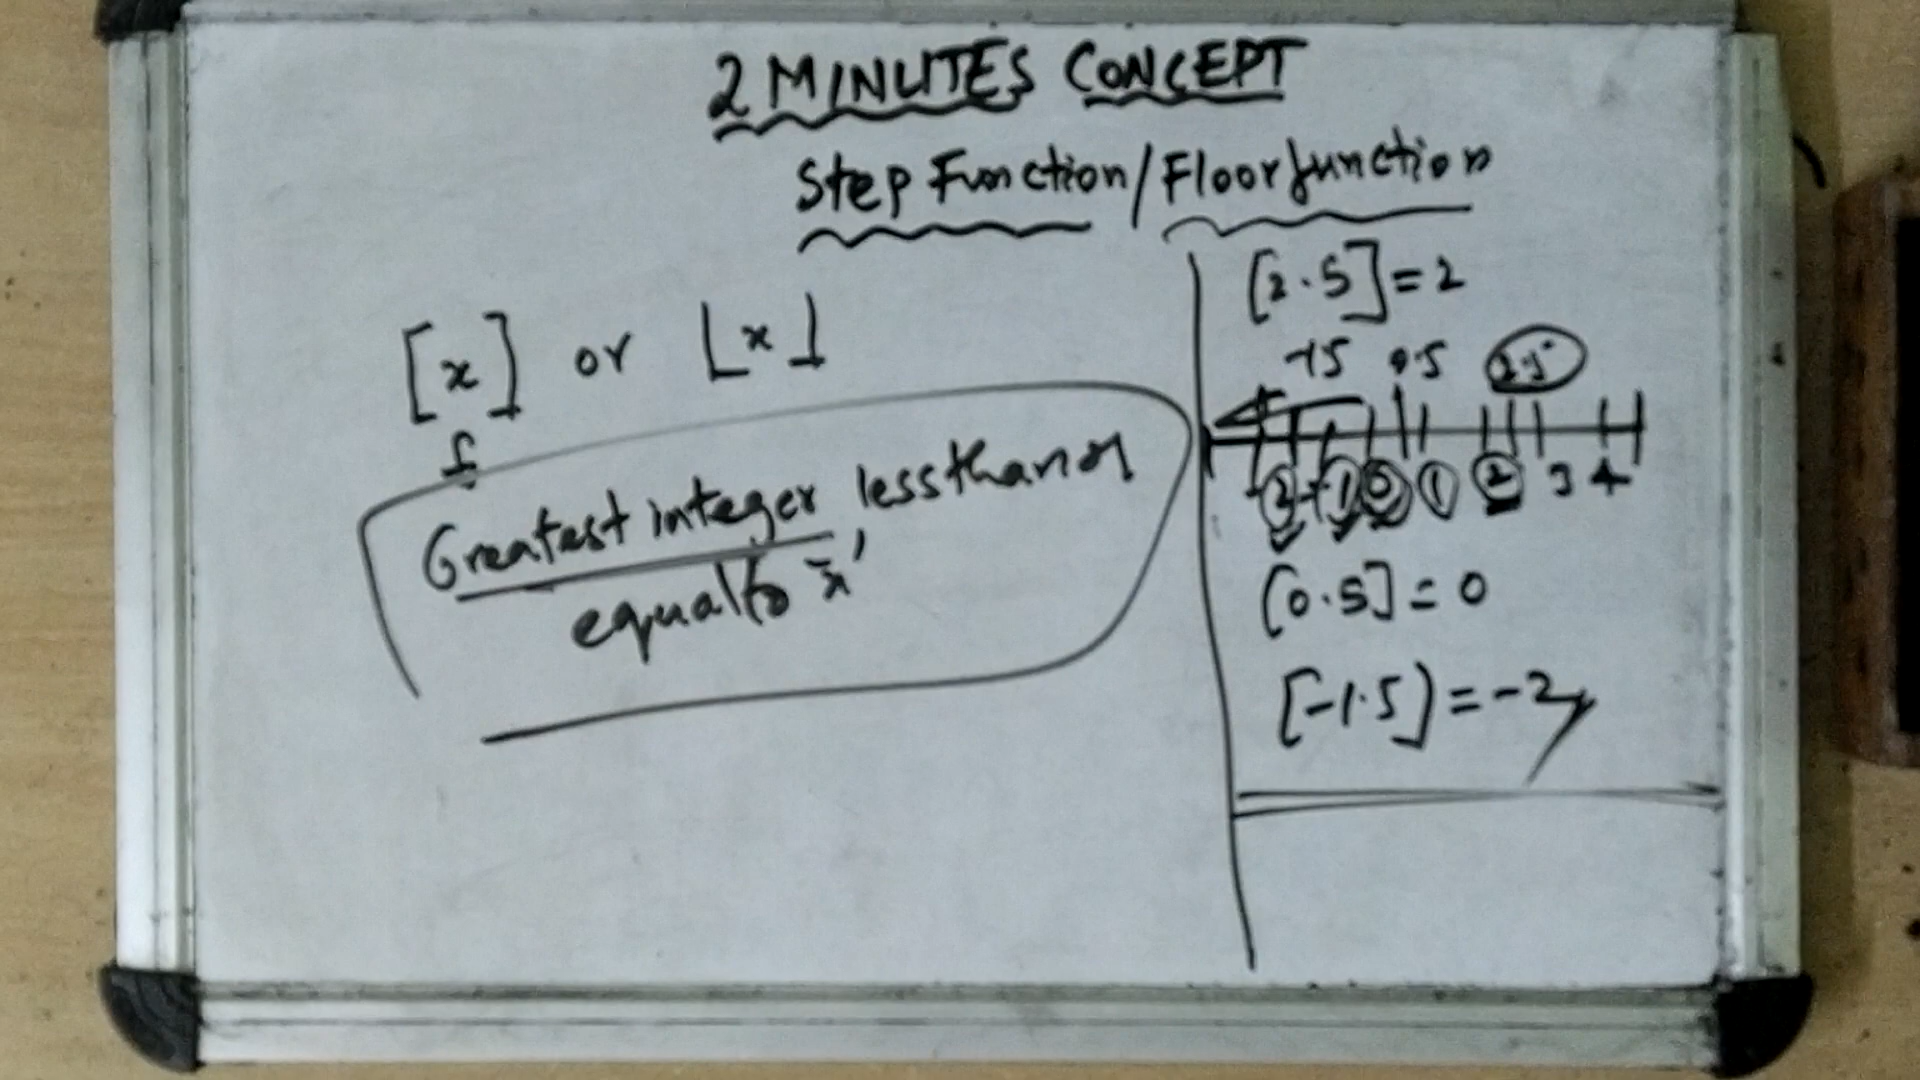 2 MINUTES CONCEPT
Step Function/Floor function
[x] or ⌊x⌋
Greatest integer less than or
equal to 'x'
[2.5]=2
-1.5 0.5 2.5
-2 -1 0 1 2 3 4
[0.5]=0
[-1.5]=-2